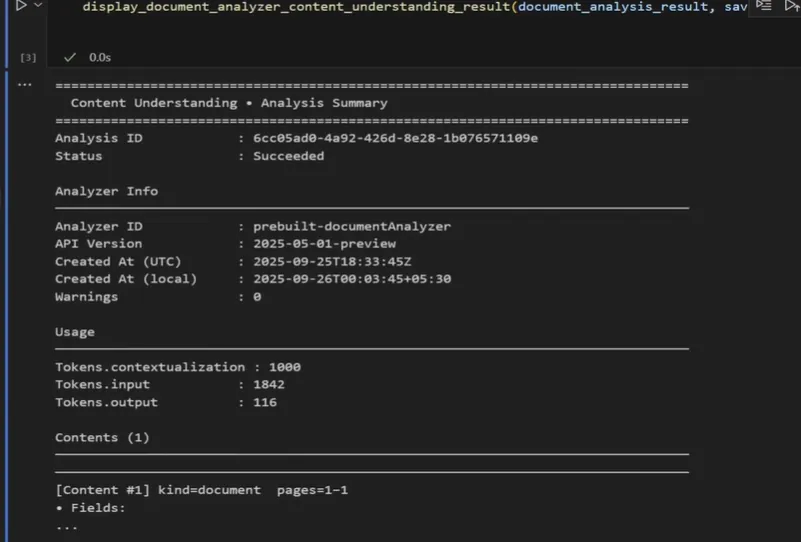 display_document_analyzer_content_understanding_result(document_analysis_result, sav
[3] 0.0s
...
================================================================================
Content Understanding • Analysis Summary
================================================================================
Analysis ID : 6cc05ad0-4a92-426d-8e28-1b076571109e
Status : Succeeded
Analyzer Info
Analyzer ID : prebuilt-documentAnalyzer
API Version : 2025-05-01-preview
Created At (UTC) : 2025-09-25T18:33:45Z
Created At (local) : 2025-09-26T00:03:45+05:30
Warnings : 0
Usage
Tokens.contextualization : 1000
Tokens.input : 1842
Tokens.output : 116
Contents (1)
[Content #1] kind=document pages=1–1
• Fields:
...